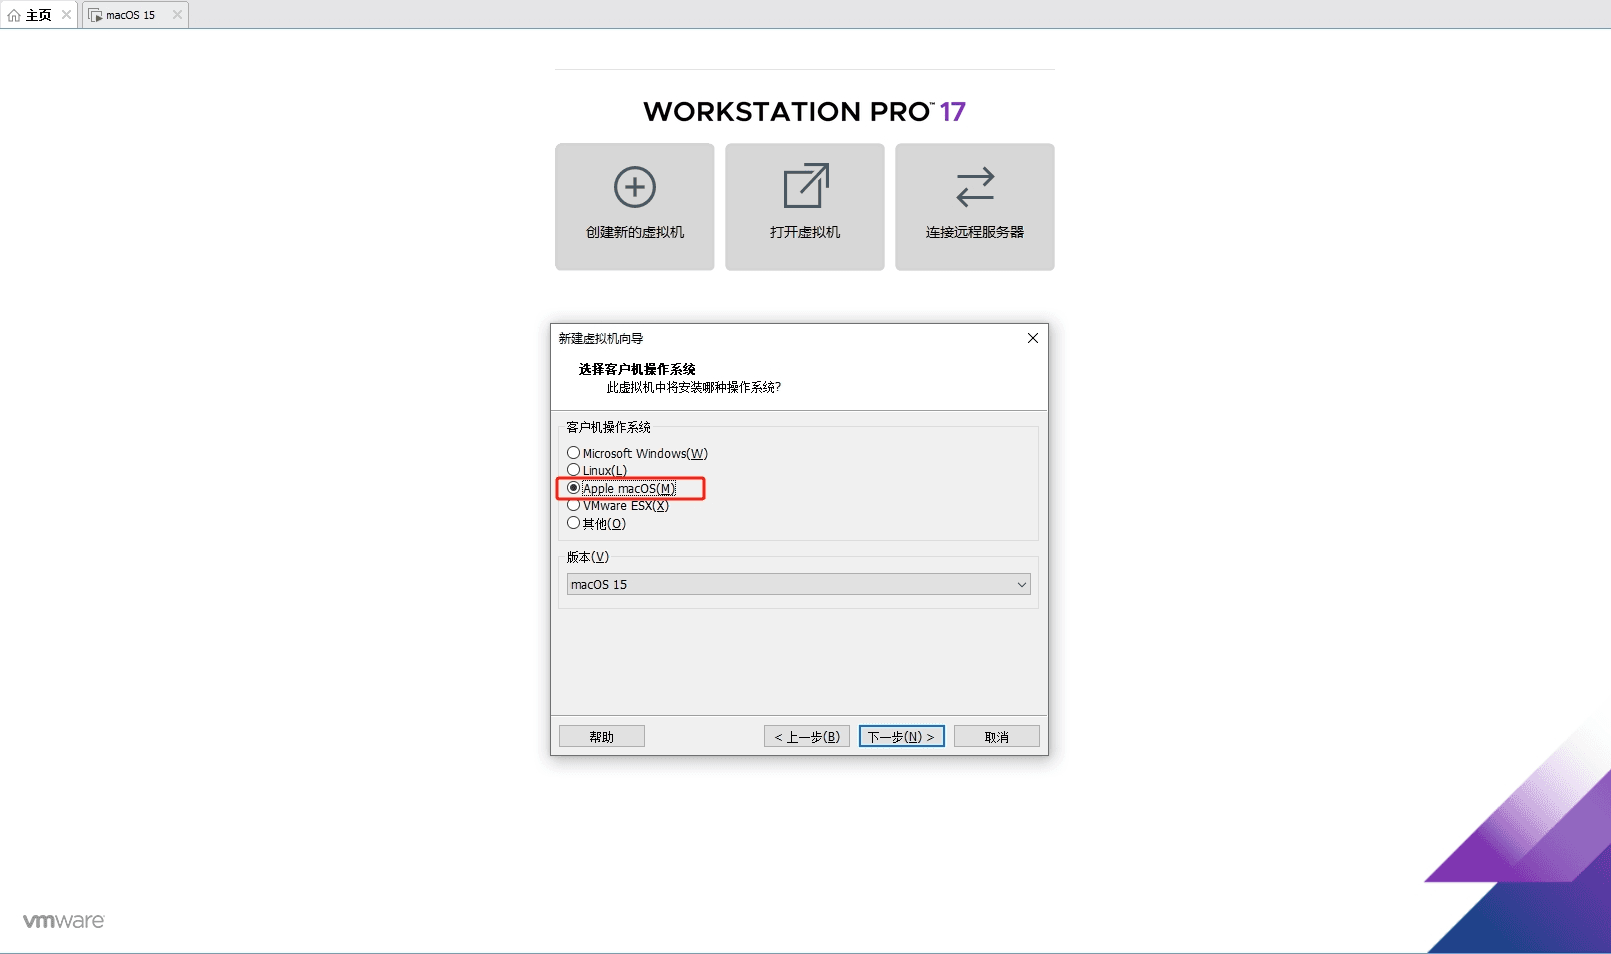 主页
macOS 15
WORKSTATION PRO™ 17
创建新的虚拟机
打开虚拟机
连接远程服务器
新建虚拟机向导
选择客户机操作系统
此虚拟机中将安装哪种操作系统?
客户机操作系统
Microsoft Windows(W)
Linux(L)
Apple macOS(M)
VMware ESX(X)
其他(O)
版本(V)
macOS 15
帮助
< 上一步(B)
下一步(N) >
取消
vmware